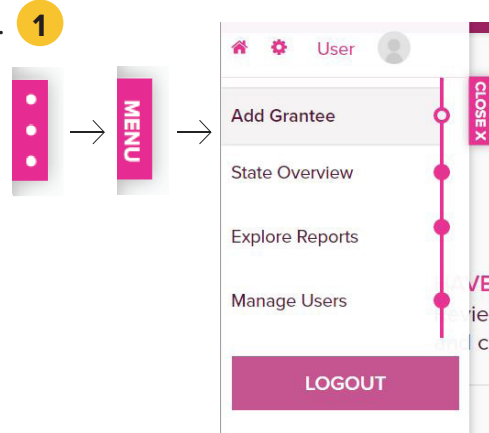 . 1
User
MENU
CLOSE X
Add Grantee
State Overview
Explore Reports
Manage Users
LOGOUT